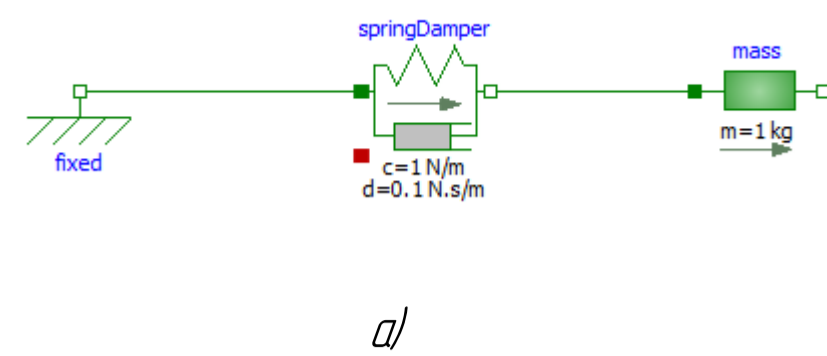 springDamper
mass
fixed
m=1 kg
c=1 N/m
d=0.1 N.s/m
a)